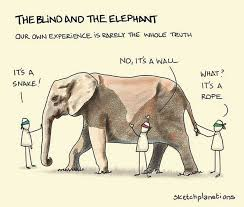 THE BLIND AND THE ELEPHANT
OUR OWN EXPERIENCE IS RARELY THE WHOLE TRUTH
IT'S A
SNAKE!
NO, IT'S A WALL
WHAT?
IT'S A
ROPE
sketchplanations